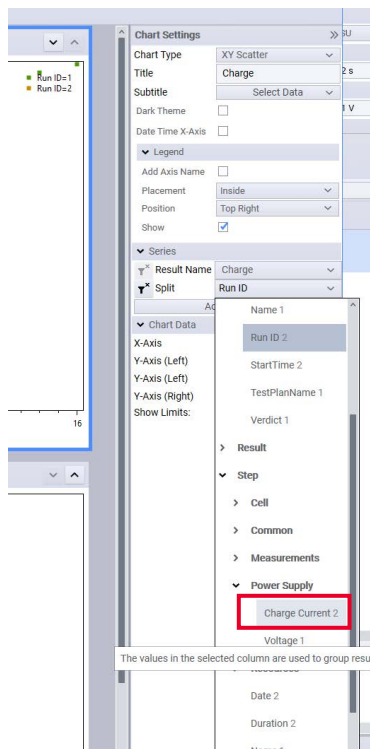 Chart Settings
SU
Chart Type XY Scatter
Title Charge
2 s
Subtitle Select Data
Dark Theme
1 V
Date Time X-Axis
Legend
Add Axis Name
Placement Inside
Position Top Right
Show
Series
Result Name Charge
Split Run ID
Ad
Chart Data
X-Axis
Y-Axis (Left)
Y-Axis (Left)
Y-Axis (Right)
Show Limits:
Run ID=1
Run ID=2
16
Name 1
Run ID 2
StartTime 2
TestPlanName 1
Verdict 1
Result
Step
Cell
Common
Measurements
Power Supply
Charge Current 2
Voltage 1
The values in the selected column are used to group resu
Date 2
Duration 2